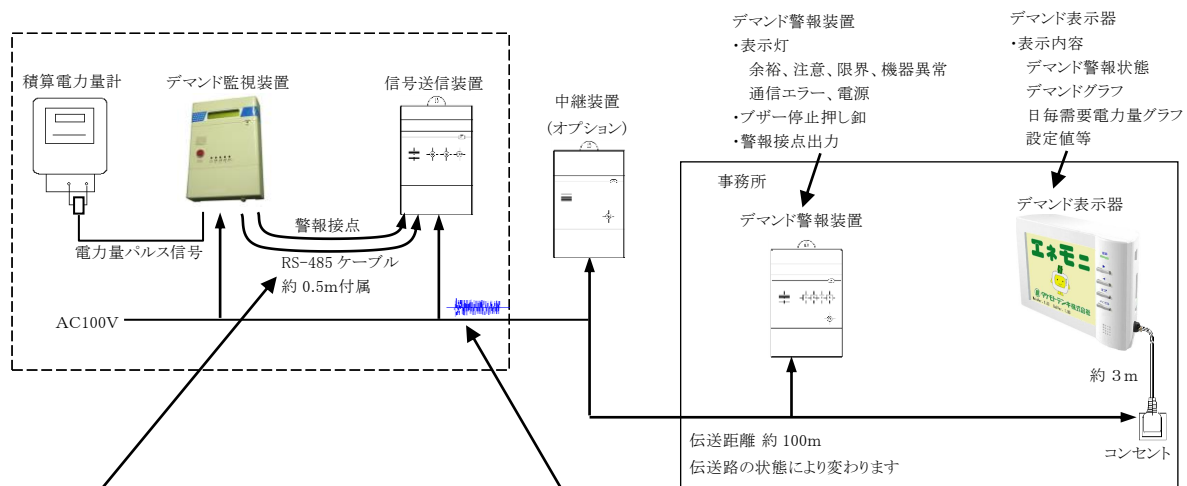 デマンド警報装置
・表示灯
余裕、注意、限界、機器異常
通信エラー、電源
・ブザー停止押し釦
・警報接点出力
デマンド表示器
・表示内容
デマンド警報状態
デマンドグラフ
日毎需要電力量グラフ
設定値等
積算電力量計
デマンド監視装置
信号送信装置
中継装置
(オプション)
事務所
デマンド警報装置
デマンド表示器
エネモニ
警報接点
電力量パルス信号
RS-485 ケーブル
約 0.5m付属
AC100V
約 3m
伝送距離 約 100m
伝送路の状態により変わります
コンセント